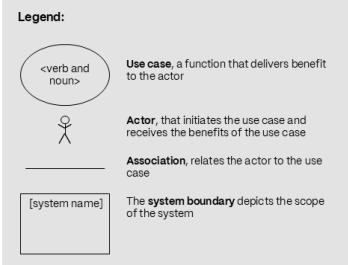 Legend:
<verb and
noun>
Use case, a function that delivers benefit
to the actor
Actor, that initiates the use case and
receives the benefits of the use case
Association, relates the actor to the use
case
[system name]
The system boundary depicts the scope
of the system